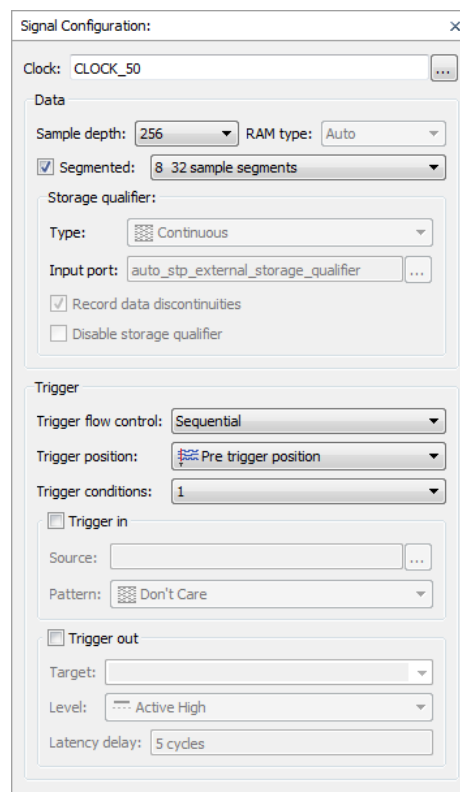 Signal Configuration:
Clock: CLOCK_50 ...
Data
Sample depth: 256 RAM type: Auto
Segmented: 8 32 sample segments
Storage qualifier:
Type: Continuous
Input port: auto_stp_external_storage_qualifier ...
Record data discontinuities
Disable storage qualifier
Trigger
Trigger flow control: Sequential
Trigger position: Pre trigger position
Trigger conditions: 1
Trigger in
Source: ...
Pattern: Don't Care
Trigger out
Target:
Level: Active High
Latency delay: 5 cycles